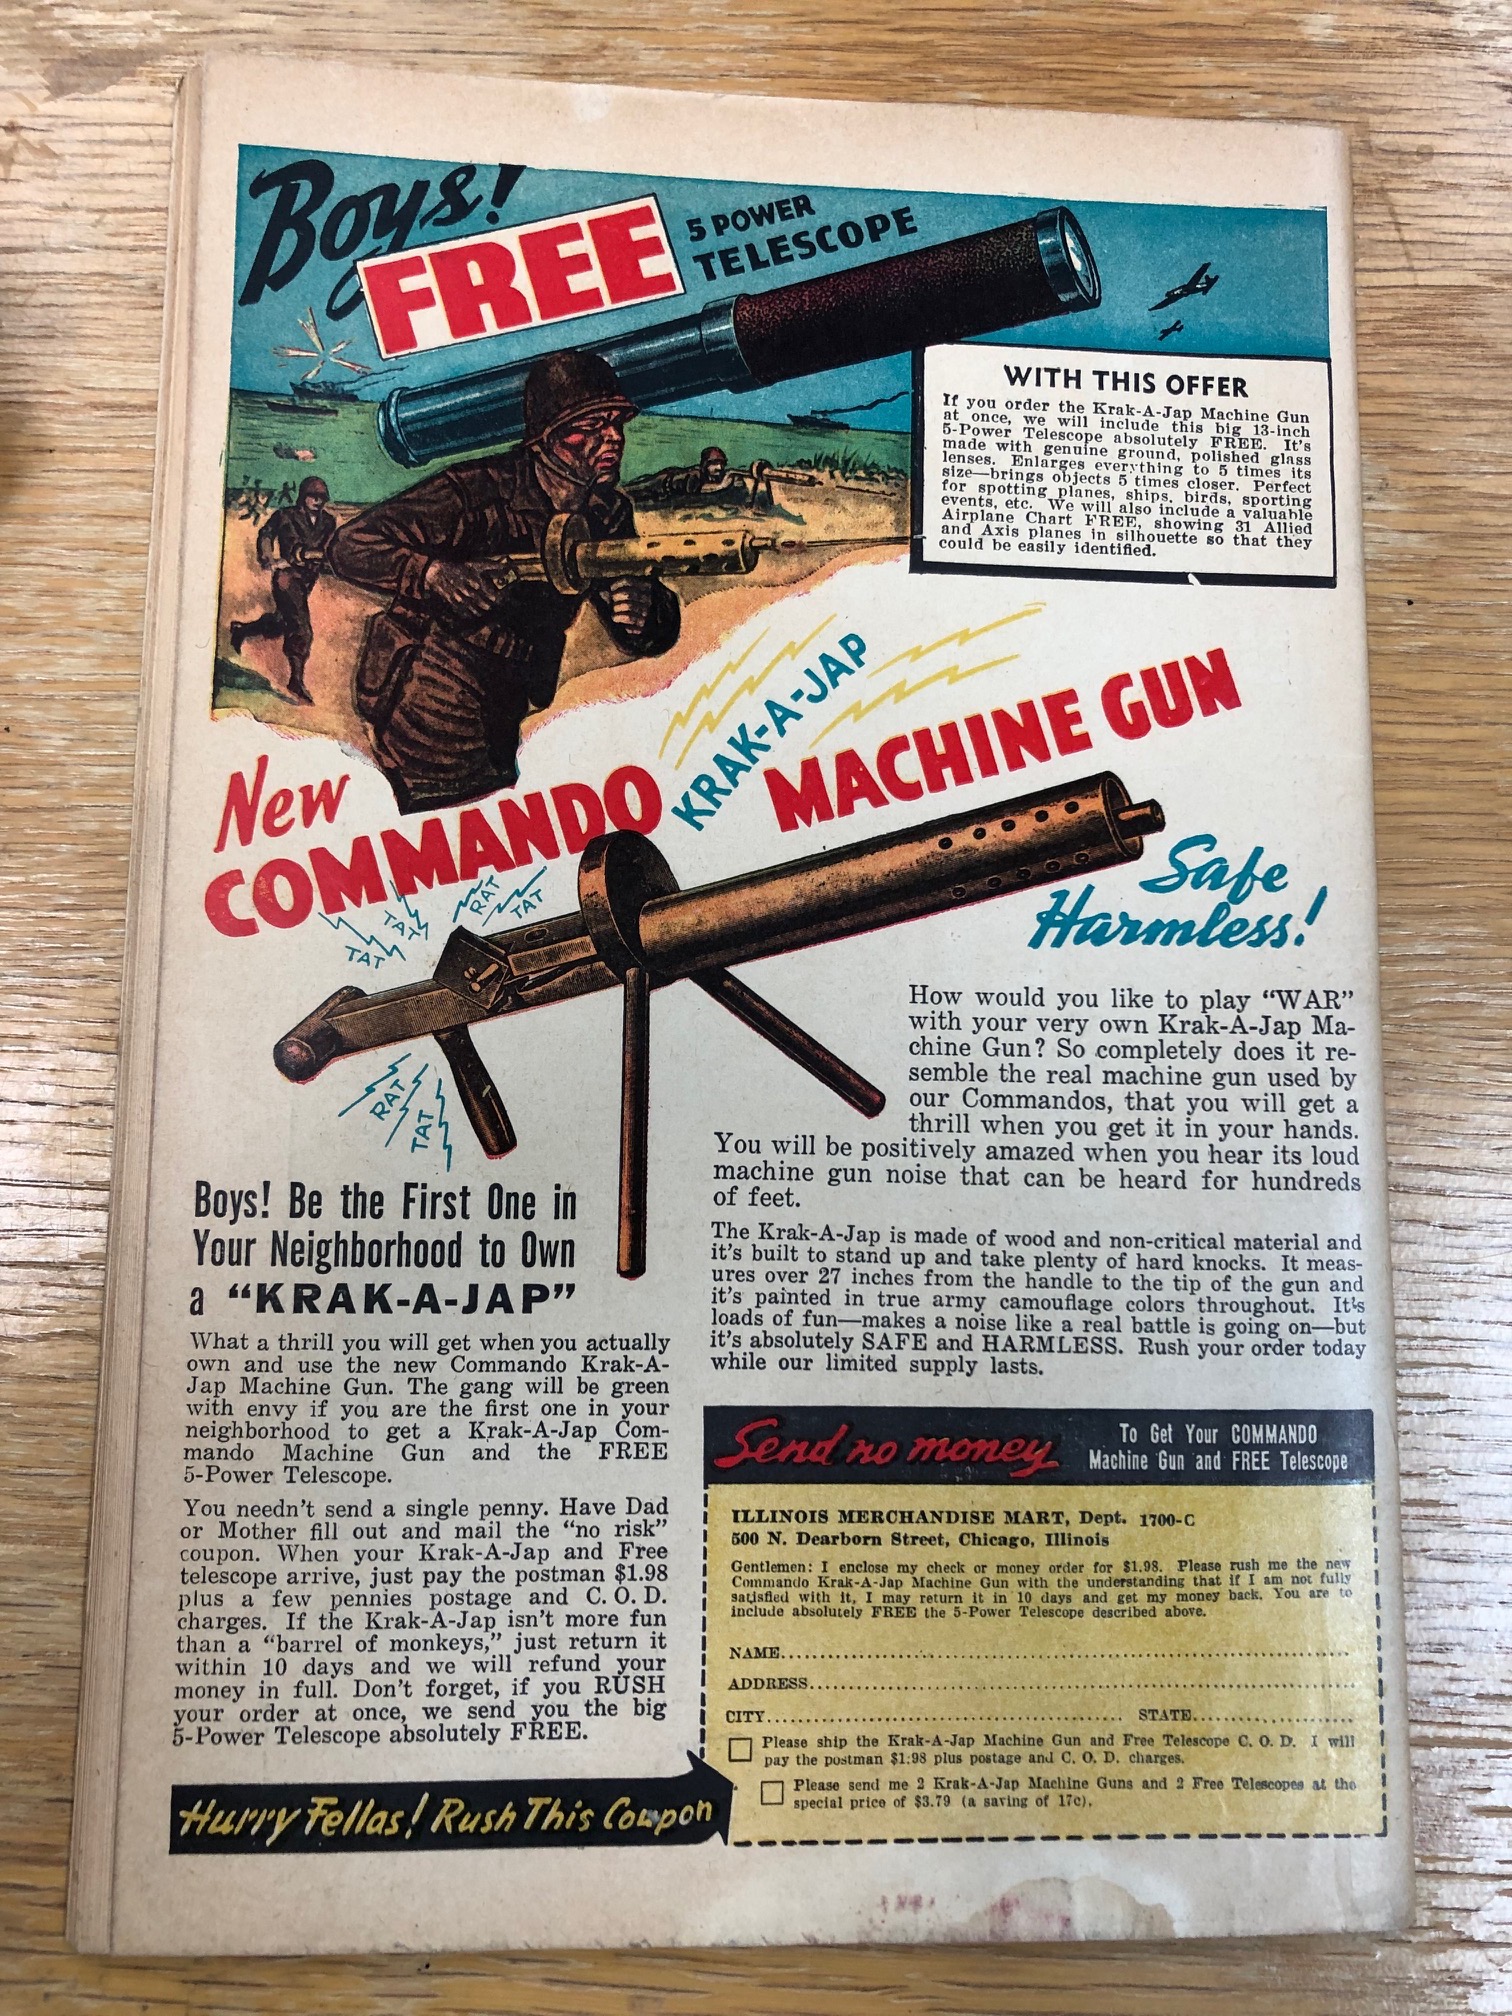 Boys!
FREE
5 POWER
TELESCOPE
WITH THIS OFFER
If you order the Krak-A-Jap Machine Gun
at once, we will include this big 13-inch
5-Power Telescope absolutely FREE. It's
made with genuine ground, polished glass
lenses. Enlarges everything to 5 times its
size—brings objects 5 times closer. Perfect
for spotting planes, ships, birds, sporting
events, etc. We will also include a valuable
Airplane Chart FREE, showing 31 Allied
and Axis planes in silhouette so that they
could be easily identified.
New
COMMANDO
KRAK-A-JAP
MACHINE GUN
Safe
Harmless!
TAT
TAT
RAT
TAT
RAT
TAT
How would you like to play "WAR"
with your very own Krak-A-Jap Ma-
chine Gun? So completely does it re-
semble the real machine gun used by
our Commandos, that you will get a
thrill when you get it in your hands.
You will be positively amazed when you hear its loud
machine gun noise that can be heard for hundreds
of feet.
The Krak-A-Jap is made of wood and non-critical material and
it's built to stand up and take plenty of hard knocks. It meas-
ures over 27 inches from the handle to the tip of the gun and
it's painted in true army camouflage colors throughout. It's
loads of fun—makes a noise like a real battle is going on—but
it's absolutely SAFE and HARMLESS. Rush your order today
while our limited supply lasts.
Boys! Be the First One in
Your Neighborhood to Own
a "KRAK-A-JAP"
What a thrill you will get when you actually
own and use the new Commando Krak-A-
Jap Machine Gun. The gang will be green
with envy if you are the first one in your
neighborhood to get a Krak-A-Jap Com-
mando Machine Gun and the FREE
5-Power Telescope.
You needn't send a single penny. Have Dad
or Mother fill out and mail the "no risk"
coupon. When your Krak-A-Jap and Free
telescope arrive, just pay the postman $1.98
plus a few pennies postage and C. O. D.
charges. If the Krak-A-Jap isn't more fun
than a "barrel of monkeys," just return it
within 10 days and we will refund your
money in full. Don't forget, if you RUSH
your order at once, we send you the big
5-Power Telescope absolutely FREE.
Hurry Fellas! Rush This Coupon
Send no money
To Get Your COMMANDO
Machine Gun and FREE Telescope
ILLINOIS MERCHANDISE MART, Dept. 1700-C
500 N. Dearborn Street, Chicago, Illinois
Gentlemen: I enclose my check or money order for $1.98. Please rush me the new
Commando Krak-A-Jap Machine Gun with the understanding that if I am not fully
satisfied with it, I may return it in 10 days and get my money back. You are to
include absolutely FREE the 5-Power Telescope described above.
NAME
ADDRESS
CITY STATE
Please ship the Krak-A-Jap Machine Gun and Free Telescope C. O. D. I will
pay the postman $1.98 plus postage and C. O. D. charges.
Please send me 2 Krak-A-Jap Machine Guns and 2 Free Telescopes at the
special price of $3.79 (a saving of 17c).